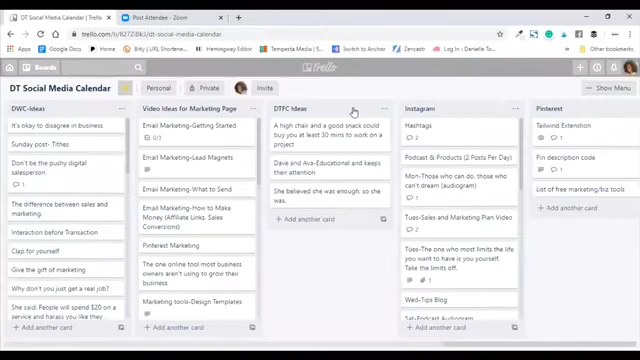 DT Social Media Calendar | Trello
Post Attendee - Zoom
trello.com/b/
/dt-social-media-calendar
Apps
Google Docs
Home
Bitly | URL Shortene...
Hemingway Editor
Tempesta Media | S...
Switch to Anchor
Zencastr
Log In ‹ Danielle To...
Other bookmarks
Boards
Trello
DT Social Media Calendar
Personal
Private
Invite
Show Menu
DWC-Ideas
It's okay to disagree in business
Sunday post- Tithes
Don't be the pushy digital
salesperson
1
The difference between sales and
marketing.
Interaction before Transaction
Clap for yourself
Give the gift of marketing
Why don't you just get a real job?
She said: People will spend $20 on a
service and harass you like they
+ Add another card
Video Ideas for Marketing Page
Email Marketing-Getting Started
0/3
Email Marketing-Lead Magnets
Email Marketing-What to Send
Email Marketing-How to Make
Money (Affiliate Links, Sales
Conversions)
Pinterest Marketing
The one online tool most business
owners aren't using to grow their
business
Marketing tools-Design Templates
+ Add another card
DTFC Ideas
A high chair and a good snack could
buy you at least 30 mins to work on a
project
Dave and Ava-Educational and keeps
their attention
She believed she was enough, so she
was.
+ Add another card
Instagram
Hashtags
2
Podcast & Products (2 Posts Per Day)
Mon-Those who can do, those who
can't dream (audiogram)
1
Tues-Sales and Marketing Plan Video
2
Tues-The one who most limits the life
you want to have is you yourself.
Take the limits off.
1
Wed-Tips Blog
Sat-Podcast Audiogram
+ Add another card
Pinterest
Tailwind Extenstion
1
Pin description code
1
List of free marketing/biz tools
+ Add another card